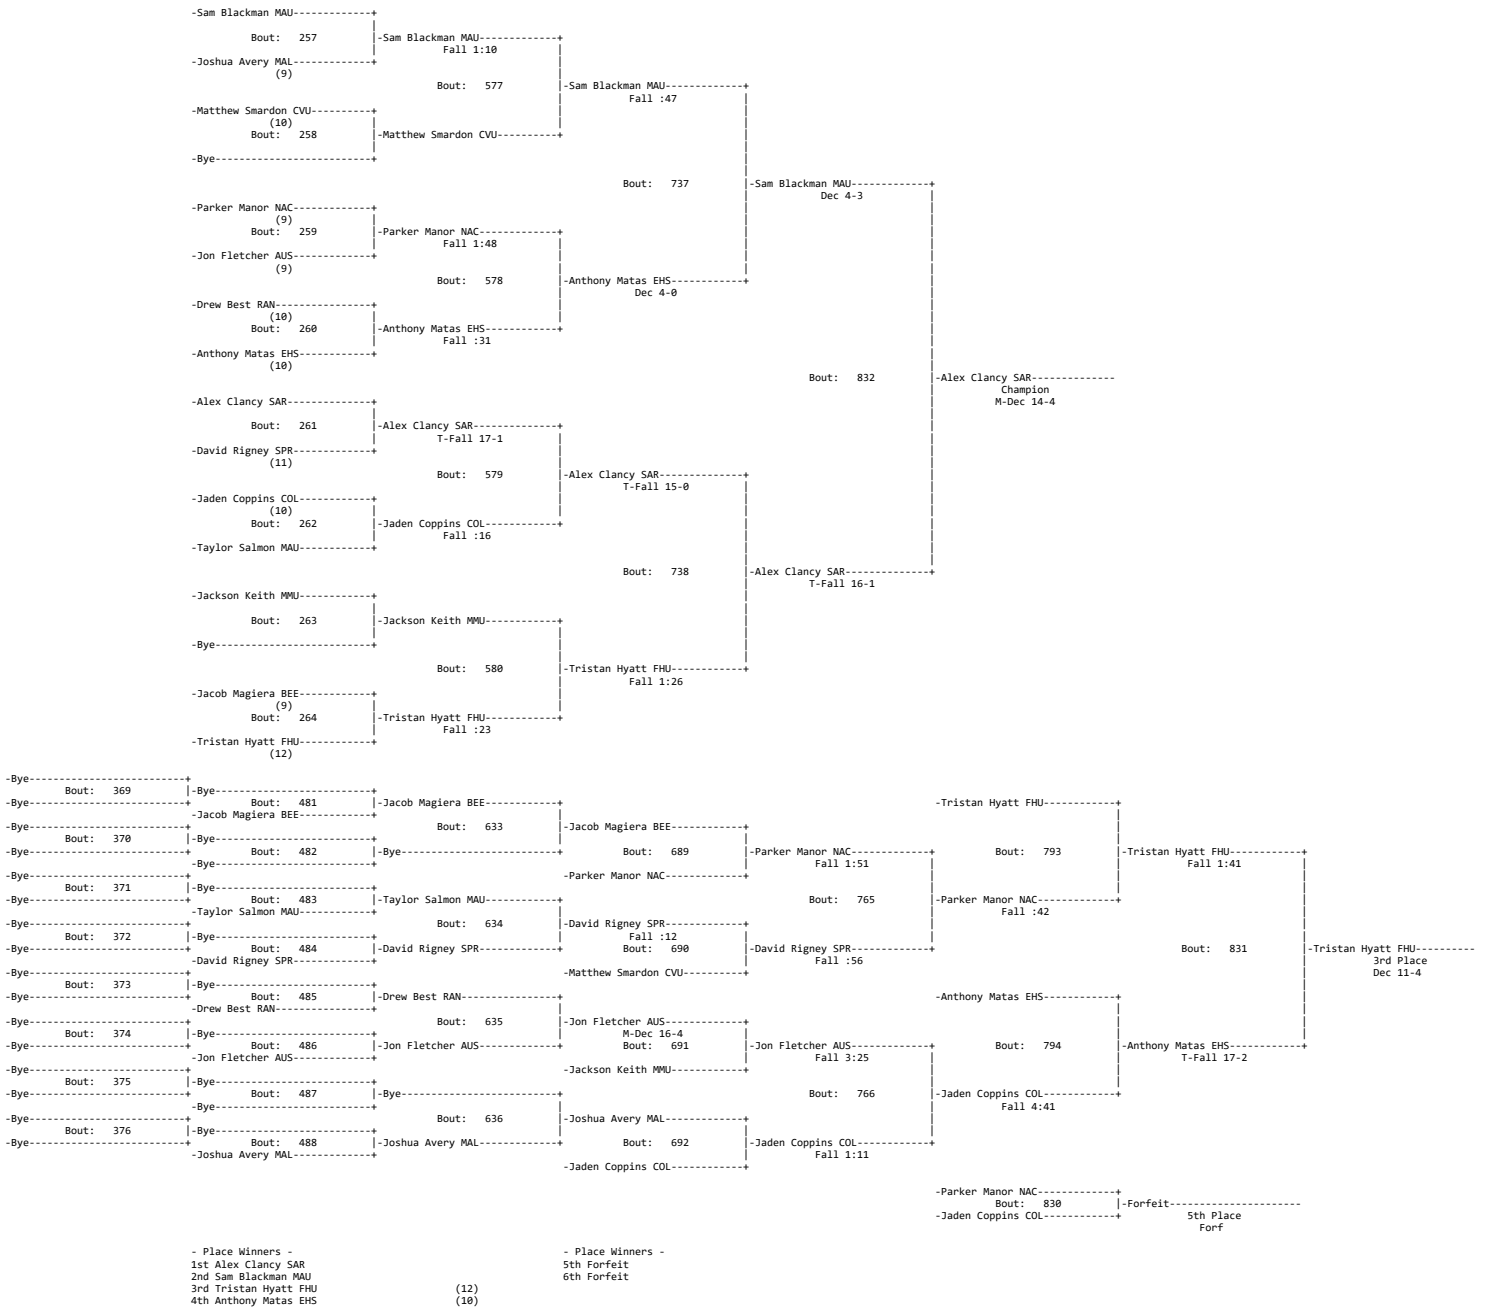 -Sam Blackman MAU-------------+
Bout: 257 |-Sam Blackman MAU-------------+
Fall 1:10
-Joshua Avery MAL-------------+
(9)
Bout: 577 |-Sam Blackman MAU-------------+
Fall :47
-Matthew Smardon CVU----------+
(10)
Bout: 258 |-Matthew Smardon CVU----------+
-Bye--------------------------+
Bout: 737 |-Sam Blackman MAU-------------+
Dec 4-3
-Parker Manor NAC-------------+
(9)
Bout: 259 |-Parker Manor NAC-------------+
Fall 1:48
-Jon Fletcher AUS-------------+
(9)
Bout: 578 |-Anthony Matas EHS------------+
Dec 4-0
-Drew Best RAN----------------+
(10)
Bout: 260 |-Anthony Matas EHS------------+
Fall :31
-Anthony Matas EHS------------+
(10)
Bout: 832 |-Alex Clancy SAR--------------
Champion
M-Dec 14-4
-Alex Clancy SAR--------------+
Bout: 261 |-Alex Clancy SAR--------------+
T-Fall 17-1
-David Rigney SPR-------------+
(11)
Bout: 579 |-Alex Clancy SAR--------------+
T-Fall 15-0
-Jaden Coppins COL------------+
(10)
Bout: 262 |-Jaden Coppins COL------------+
Fall :16
-Taylor Salmon MAU------------+
Bout: 738 |-Alex Clancy SAR--------------+
T-Fall 16-1
-Jackson Keith MMU------------+
Bout: 263 |-Jackson Keith MMU------------+
-Bye--------------------------+
Bout: 580 |-Tristan Hyatt FHU------------+
Fall 1:26
-Jacob Magiera BEE------------+
(9)
Bout: 264 |-Tristan Hyatt FHU------------+
Fall :23
-Tristan Hyatt FHU------------+
(12)
-Bye--------------------------+
Bout: 369 |-Bye--------------------------+
-Bye--------------------------+ Bout: 481 |-Jacob Magiera BEE------------+ -Tristan Hyatt FHU------------+
-Jacob Magiera BEE------------+
-Bye--------------------------+ Bout: 633 |-Jacob Magiera BEE------------+
Bout: 370 |-Bye--------------------------+
-Bye--------------------------+ Bout: 482 |-Bye--------------------------+ Bout: 689 |-Parker Manor NAC-------------+ Bout: 793 |-Tristan Hyatt FHU------------+
-Bye--------------------------+ Fall 1:51 Fall 1:41
-Bye--------------------------+ -Parker Manor NAC-------------+
Bout: 371 |-Bye--------------------------+
-Bye--------------------------+ Bout: 483 |-Taylor Salmon MAU------------+ Bout: 765 |-Parker Manor NAC-------------+
-Taylor Salmon MAU------------+ Fall :42
-Bye--------------------------+ Bout: 634 |-David Rigney SPR-------------+
Bout: 372 |-Bye--------------------------+ Fall :12
-Bye--------------------------+ Bout: 484 |-David Rigney SPR-------------+ Bout: 690 |-David Rigney SPR-------------+ Bout: 831 |-Tristan Hyatt FHU----------
-David Rigney SPR-------------+ Fall :56 3rd Place
-Bye--------------------------+ -Matthew Smardon CVU----------+ Dec 11-4
Bout: 373 |-Bye--------------------------+
-Bye--------------------------+ Bout: 485 |-Drew Best RAN----------------+ -Anthony Matas EHS------------+
-Drew Best RAN----------------+
-Bye--------------------------+ Bout: 635 |-Jon Fletcher AUS-------------+
Bout: 374 |-Bye--------------------------+ M-Dec 16-4
-Bye--------------------------+ Bout: 486 |-Jon Fletcher AUS-------------+ Bout: 691 |-Jon Fletcher AUS-------------+ Bout: 794 |-Anthony Matas EHS------------+
-Jon Fletcher AUS-------------+ Fall 3:25 T-Fall 17-2
-Bye--------------------------+ -Jackson Keith MMU------------+
Bout: 375 |-Bye--------------------------+
-Bye--------------------------+ Bout: 487 |-Bye--------------------------+ Bout: 766 |-Jaden Coppins COL------------+
-Bye--------------------------+ Fall 4:41
-Bye--------------------------+ Bout: 636 |-Joshua Avery MAL-------------+
Bout: 376 |-Bye--------------------------+
-Bye--------------------------+ Bout: 488 |-Joshua Avery MAL-------------+ Bout: 692 |-Jaden Coppins COL------------+
-Joshua Avery MAL-------------+ Fall 1:11
-Jaden Coppins COL------------+
-Parker Manor NAC-------------+
Bout: 830 |-Forfeit----------------------
-Jaden Coppins COL------------+ 5th Place
Forf
- Place Winners - - Place Winners -
1st Alex Clancy SAR 5th Forfeit
2nd Sam Blackman MAU 6th Forfeit
3rd Tristan Hyatt FHU (12)
4th Anthony Matas EHS (10)